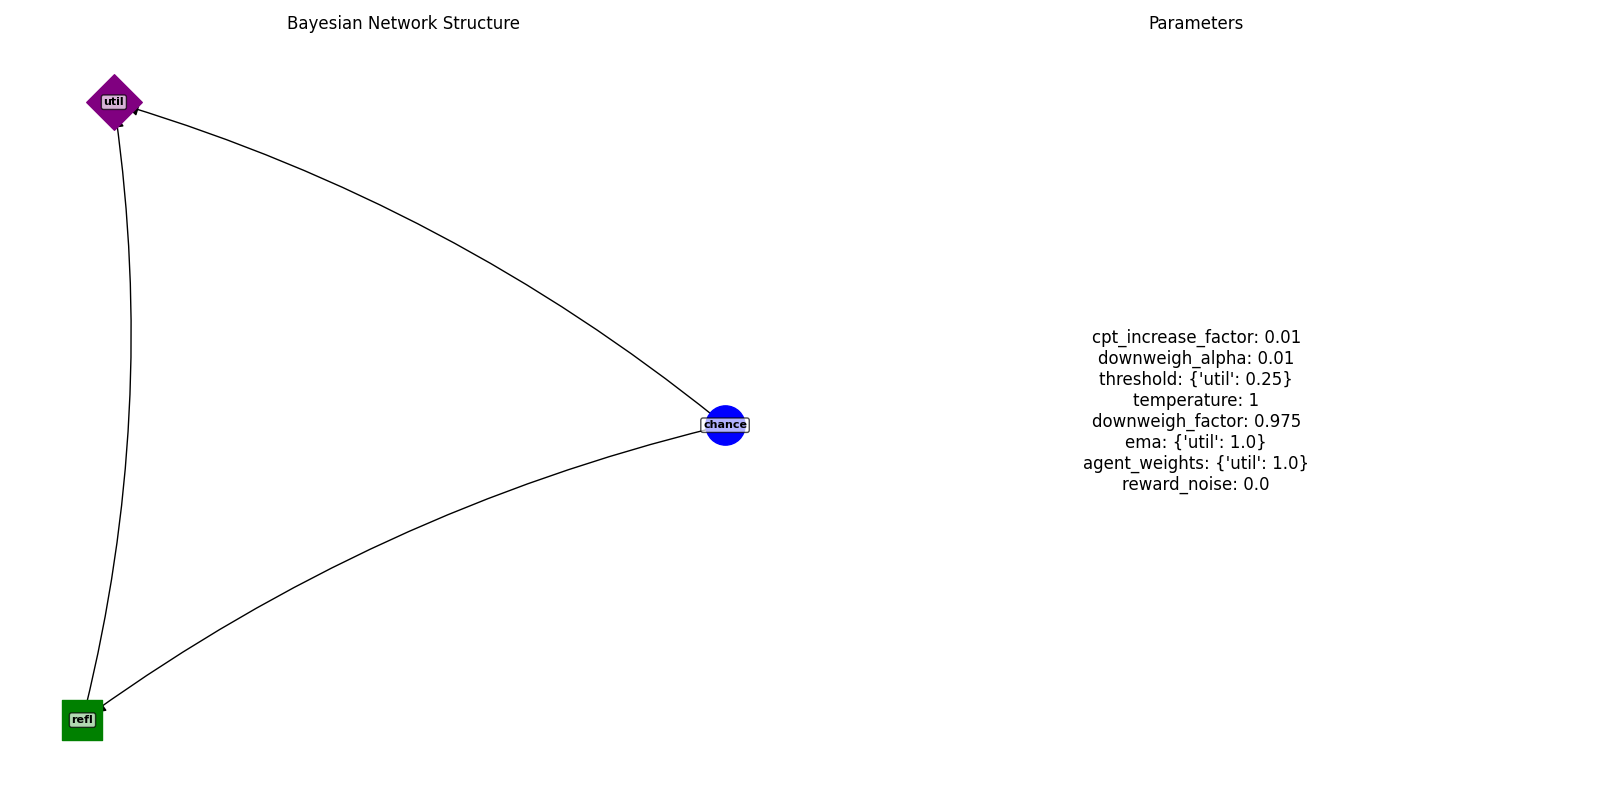 Bayesian Network Structure
util
chance
refl
Parameters
cpt_increase_factor: 0.01
downweigh_alpha: 0.01
threshold: {'util': 0.25}
temperature: 1
downweigh_factor: 0.975
ema: {'util': 1.0}
agent_weights: {'util': 1.0}
reward_noise: 0.0